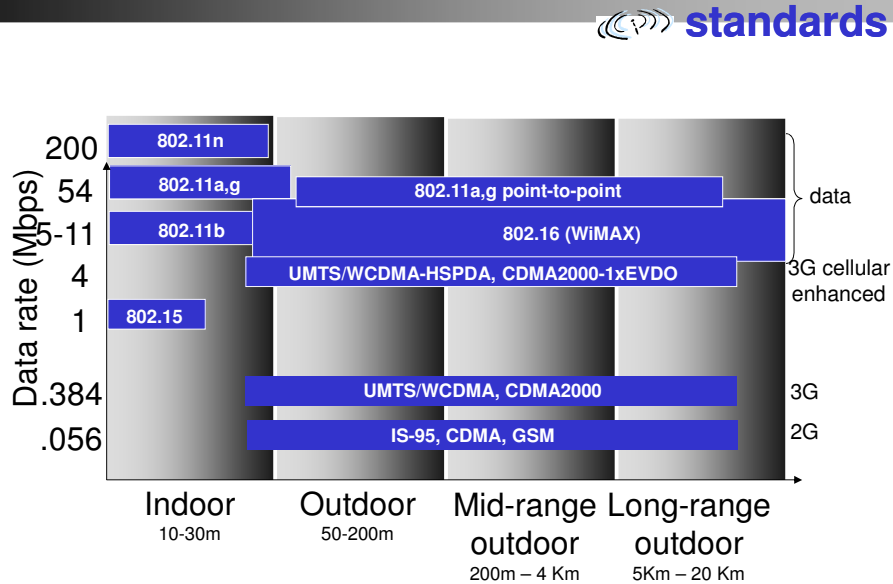 standards
200
802.11n
54
802.11a,g
802.11a,g point-to-point
data
5-11
802.11b
802.16 (WiMAX)
4
UMTS/WCDMA-HSPDA, CDMA2000-1xEVDO
3G cellular
enhanced
1
802.15
.384
UMTS/WCDMA, CDMA2000
3G
.056
IS-95, CDMA, GSM
2G
Data rate (Mbps)
Indoor
10-30m
Outdoor
50-200m
Mid-range
outdoor
200m – 4 Km
Long-range
outdoor
5Km – 20 Km